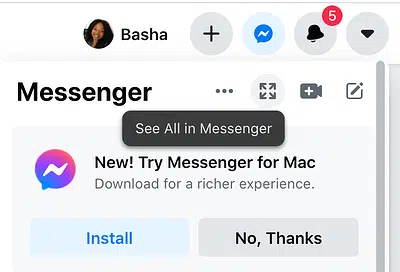 Basha
5
Messenger
See All in Messenger
New! Try Messenger for Mac
Download for a richer experience.
Install
No, Thanks